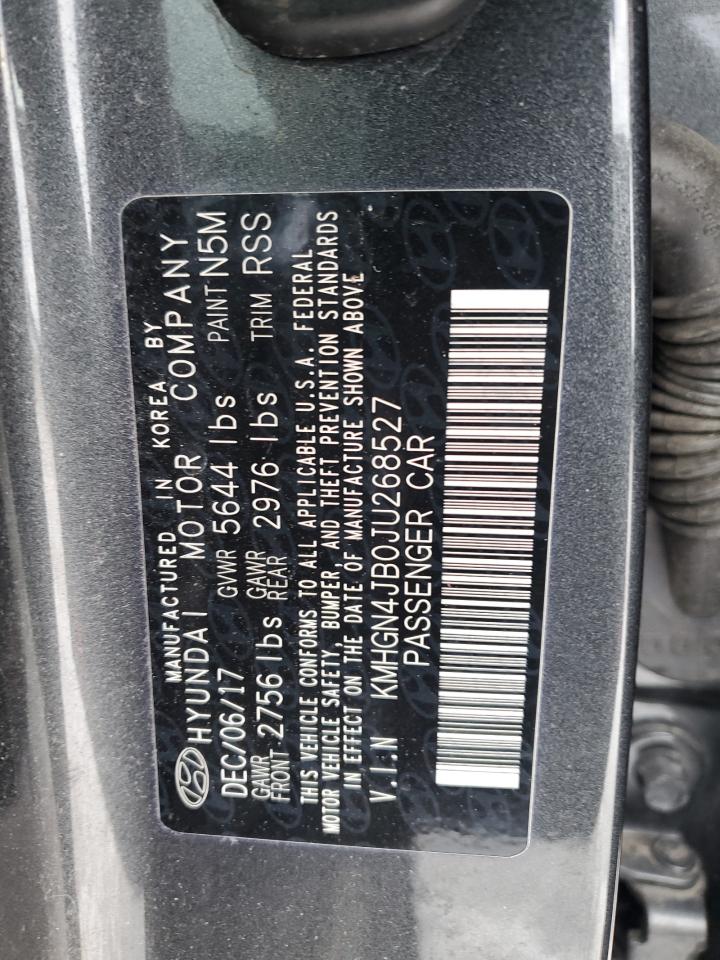 MANUFACTURED IN KOREA BY
HYUNDAI MOTOR COMPANY
DEC/06/17 GVWR 5644 lbs PAINT N5M
GAWR FRONT 2756 lbs GAWR REAR 2976 lbs TRIM RSS
THIS VEHICLE CONFORMS TO ALL APPLICABLE U.S.A. FEDERAL
MOTOR VEHICLE SAFETY, BUMPER, AND THEFT PREVENTION STANDARDS
IN EFFECT ON THE DATE OF MANUFACTURE SHOWN ABOVE
V.I.N KMHGN4JB0JU268527
PASSENGER CAR